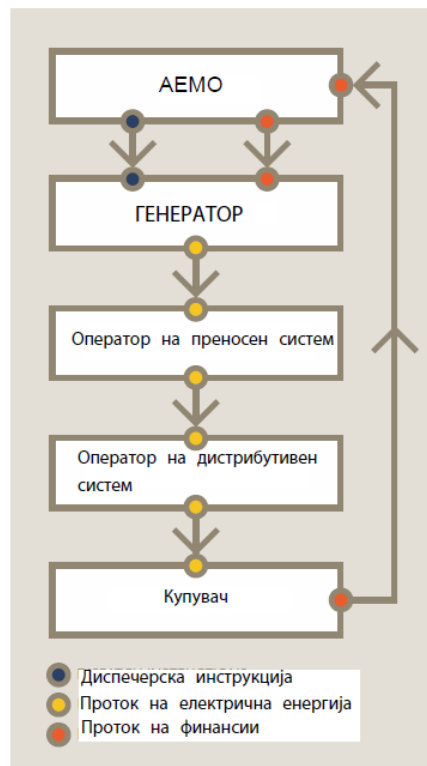 АЕМО
ГЕНЕРАТОР
Оператор на преносен систем
Оператор на дистрибутивен
систем
Купувач
Диспечерска инструкција
Проток на електрична енергија
Проток на финансии